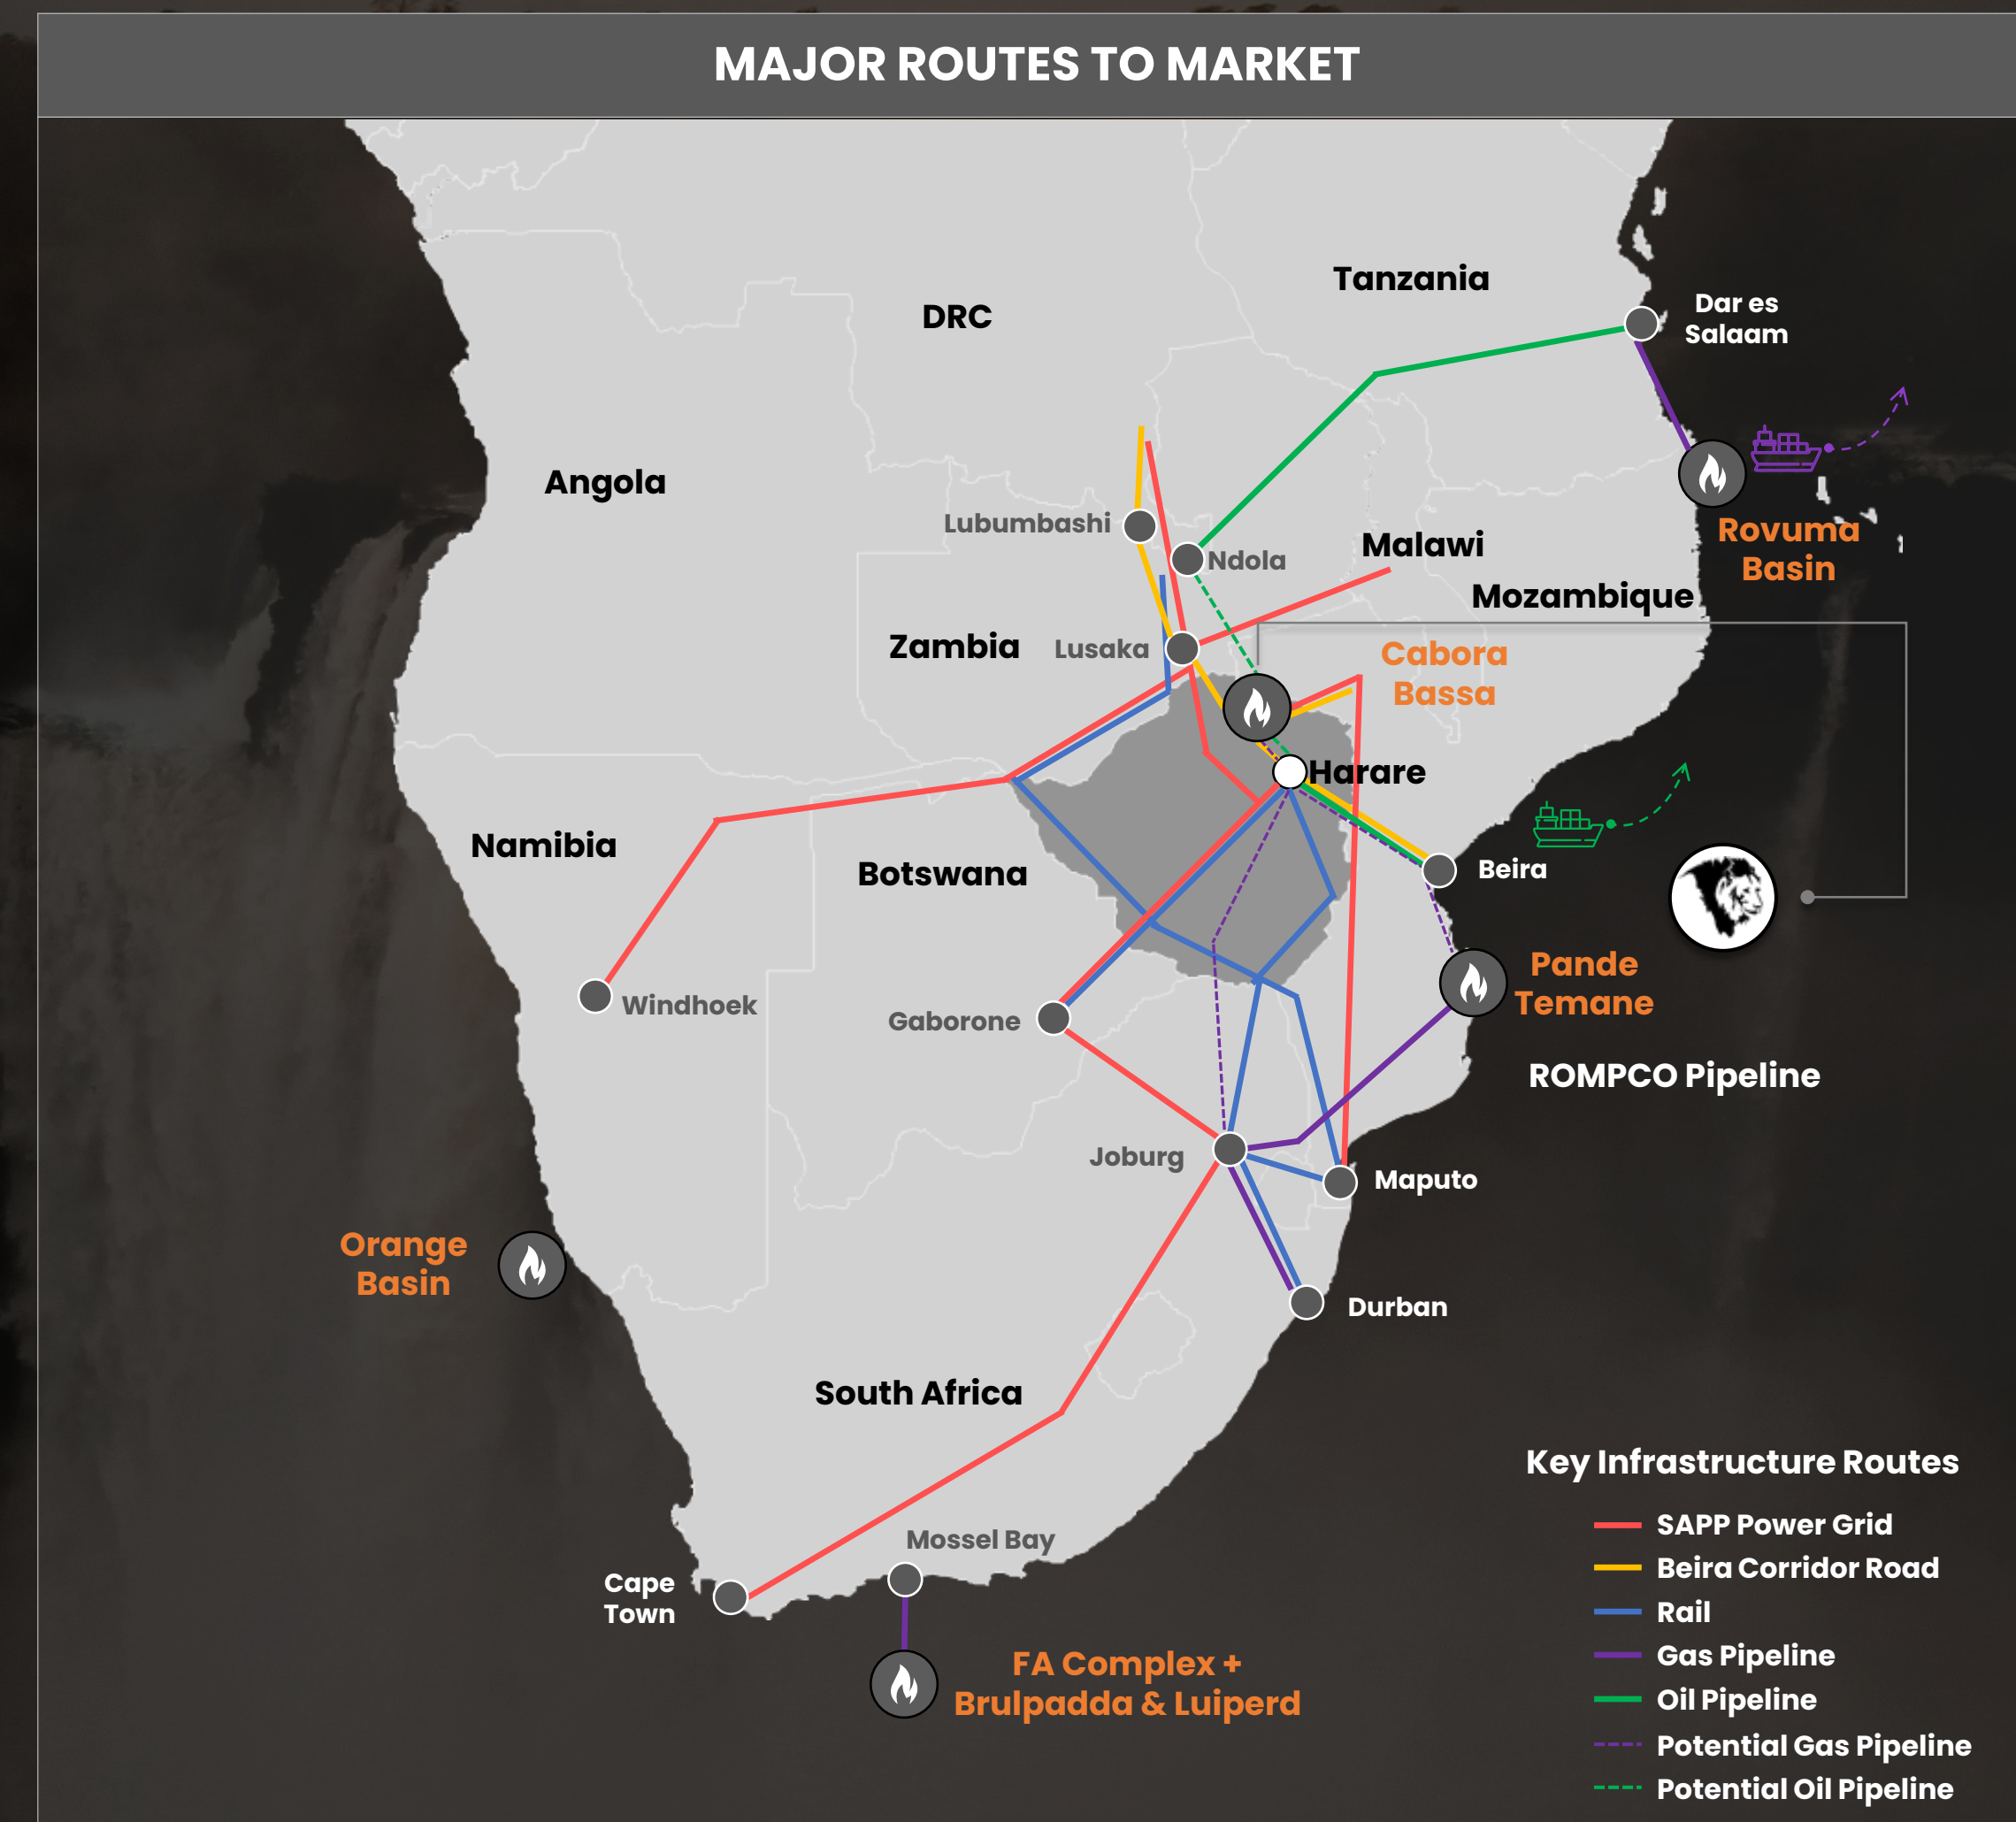 MAJOR ROUTES TO MARKET
Tanzania
Dar es
Salaam
DRC
Angola
Lubumbashi
Ndola
Malawi
Rovuma
Basin
Mozambique
Zambia
Lusaka
Cabora
Bassa
Harare
Namibia
Botswana
Beira
Pande
Temane
Windhoek
Gaborone
ROMPCO Pipeline
Joburg
Maputo
Orange
Basin
Durban
South Africa
Mossel Bay
Cape
Town
FA Complex +
Brulpadda & Luiperd
Key Infrastructure Routes
SAPP Power Grid
Beira Corridor Road
Rail
Gas Pipeline
Oil Pipeline
Potential Gas Pipeline
Potential Oil Pipeline